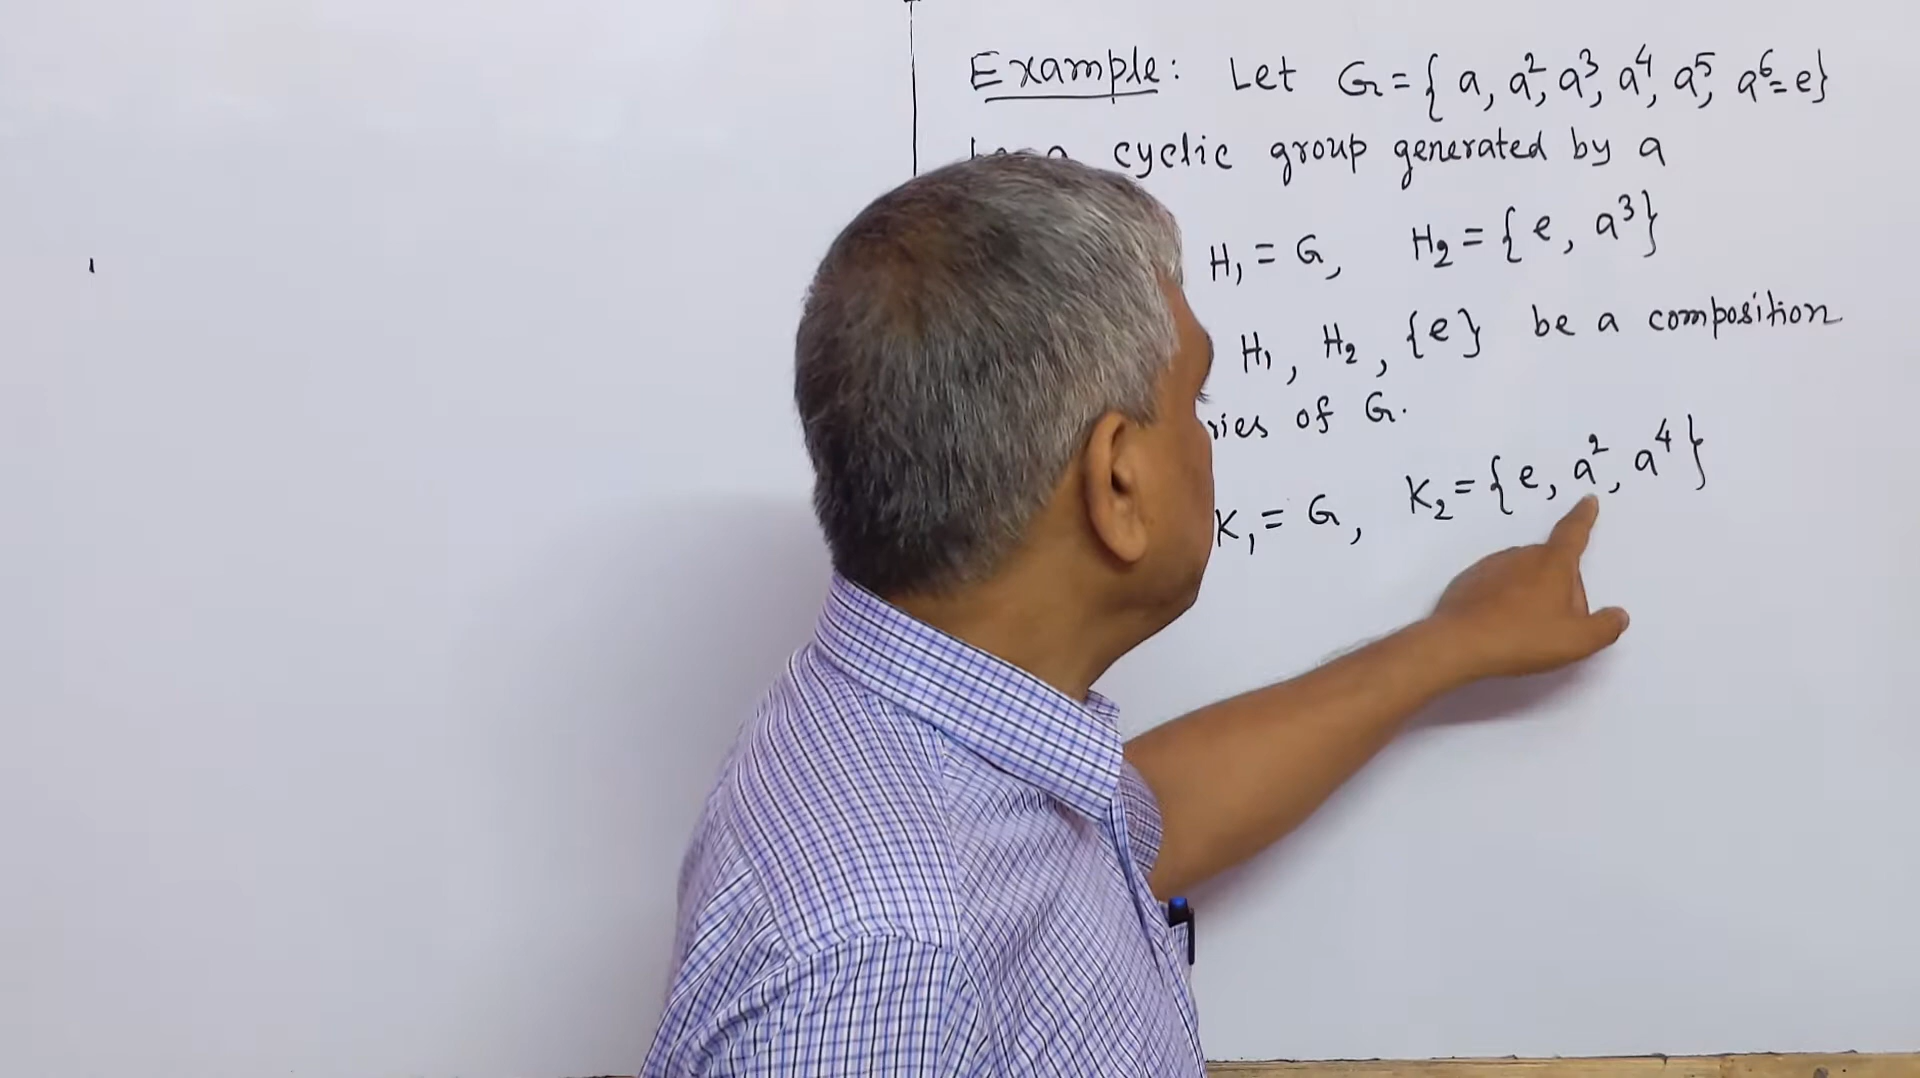 Example: Let G = { a, a², a³, a⁴, a⁵, a⁶ = e}
cyclic group generated by a
H₁ = G, H₂ = { e, a³}
H₁, H₂, {e} be a composition
of G.
K₁ = G, K₂ = { e, a², a⁴ }